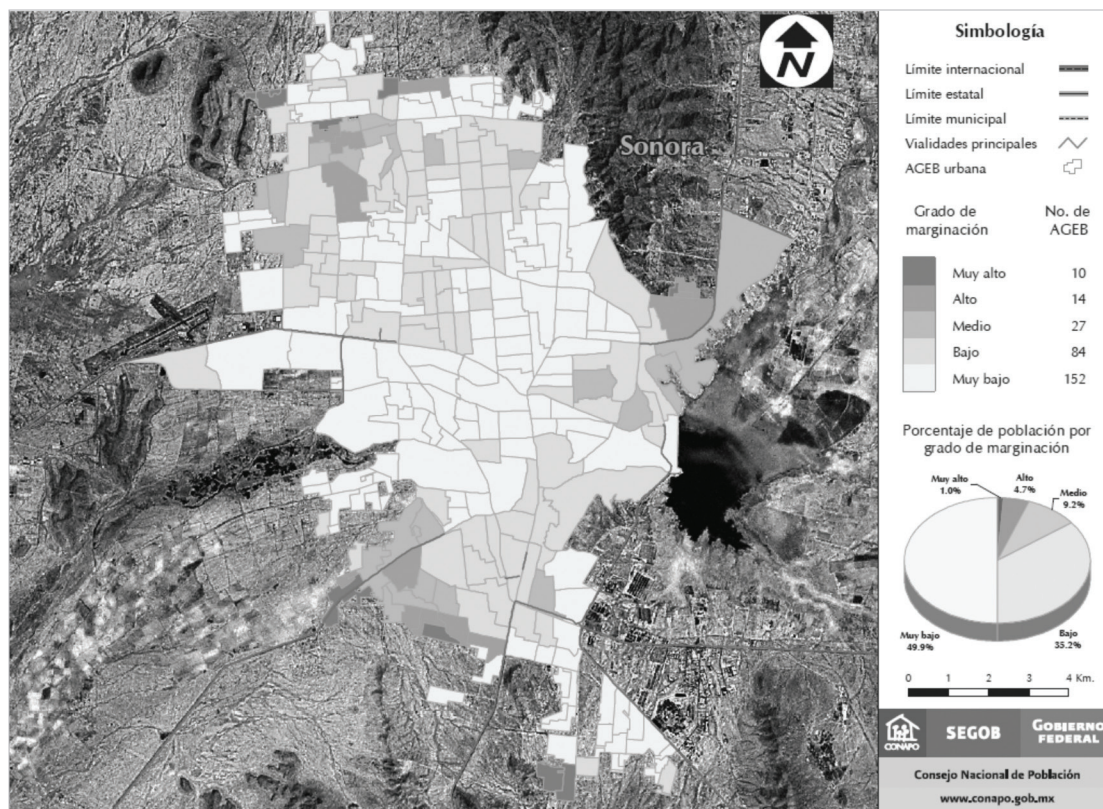 N
Sonora
Simbología
Límite internacional
Límite estatal
Límite municipal
Vialidades principales
AGEB urbana
Grado de marginación No. de AGEB
Muy alto 10
Alto 14
Medio 27
Bajo 84
Muy bajo 152
Porcentaje de población por
grado de marginación
Muy alto
1.0%
Alto
4.7%
Medio
9.2%
Muy bajo
49.9%
Bajo
35.2%
0 1 2 3 4 Km.
CONAPO
SEGOB
GOBIERNO
FEDERAL
Consejo Nacional de Población
www.conapo.gob.mx